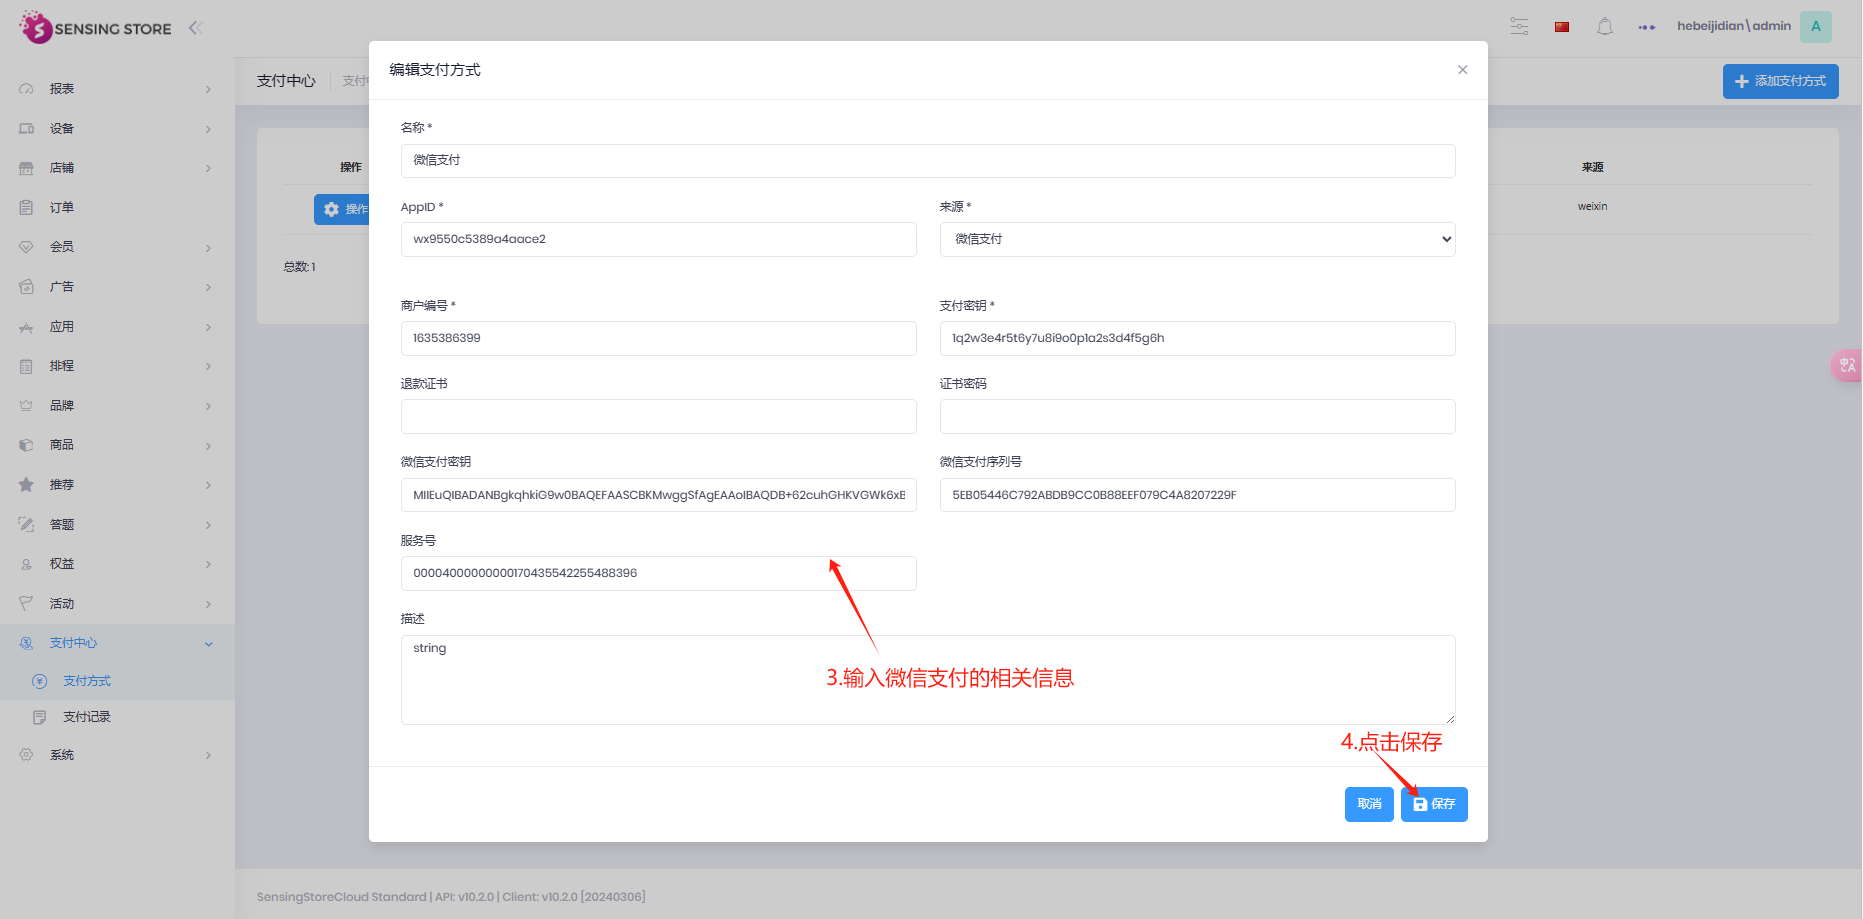 SENSING STORE
hebeijidian\admin
A
报表
设备
店铺
订单
会员
广告
应用
排程
品牌
商品
推荐
答题
权益
活动
支付中心
支付方式
支付记录
系统
支付中心
支付
添加支付方式
操作
来源
操作
weixin
总数: 1
编辑支付方式
×
名称 *
微信支付
AppID *
来源 *
wx9550c5389a4aace2
微信支付
商户编号 *
支付密钥 *
1635386399
1q2w3e4r5t6y7u8i9o0p1a2s3d4f5g6h
退款证书
证书密码
微信支付密钥
微信支付序列号
MIIEuQIBADANBgkqhkiG9w0BAQEFAASCBKMwggSfAgEAAoIBAQDB+62cuhGHKVGWk6xB
5EB05446C792ABDB9CC0B88EEF079C4A8207229F
服务号
0000400000000170435542255488396
描述
string
3.输入微信支付的相关信息
4.点击保存
取消
保存
中
A
SensingStoreCloud Standard | API: v10.2.0 | Client: v10.2.0 [20240306]